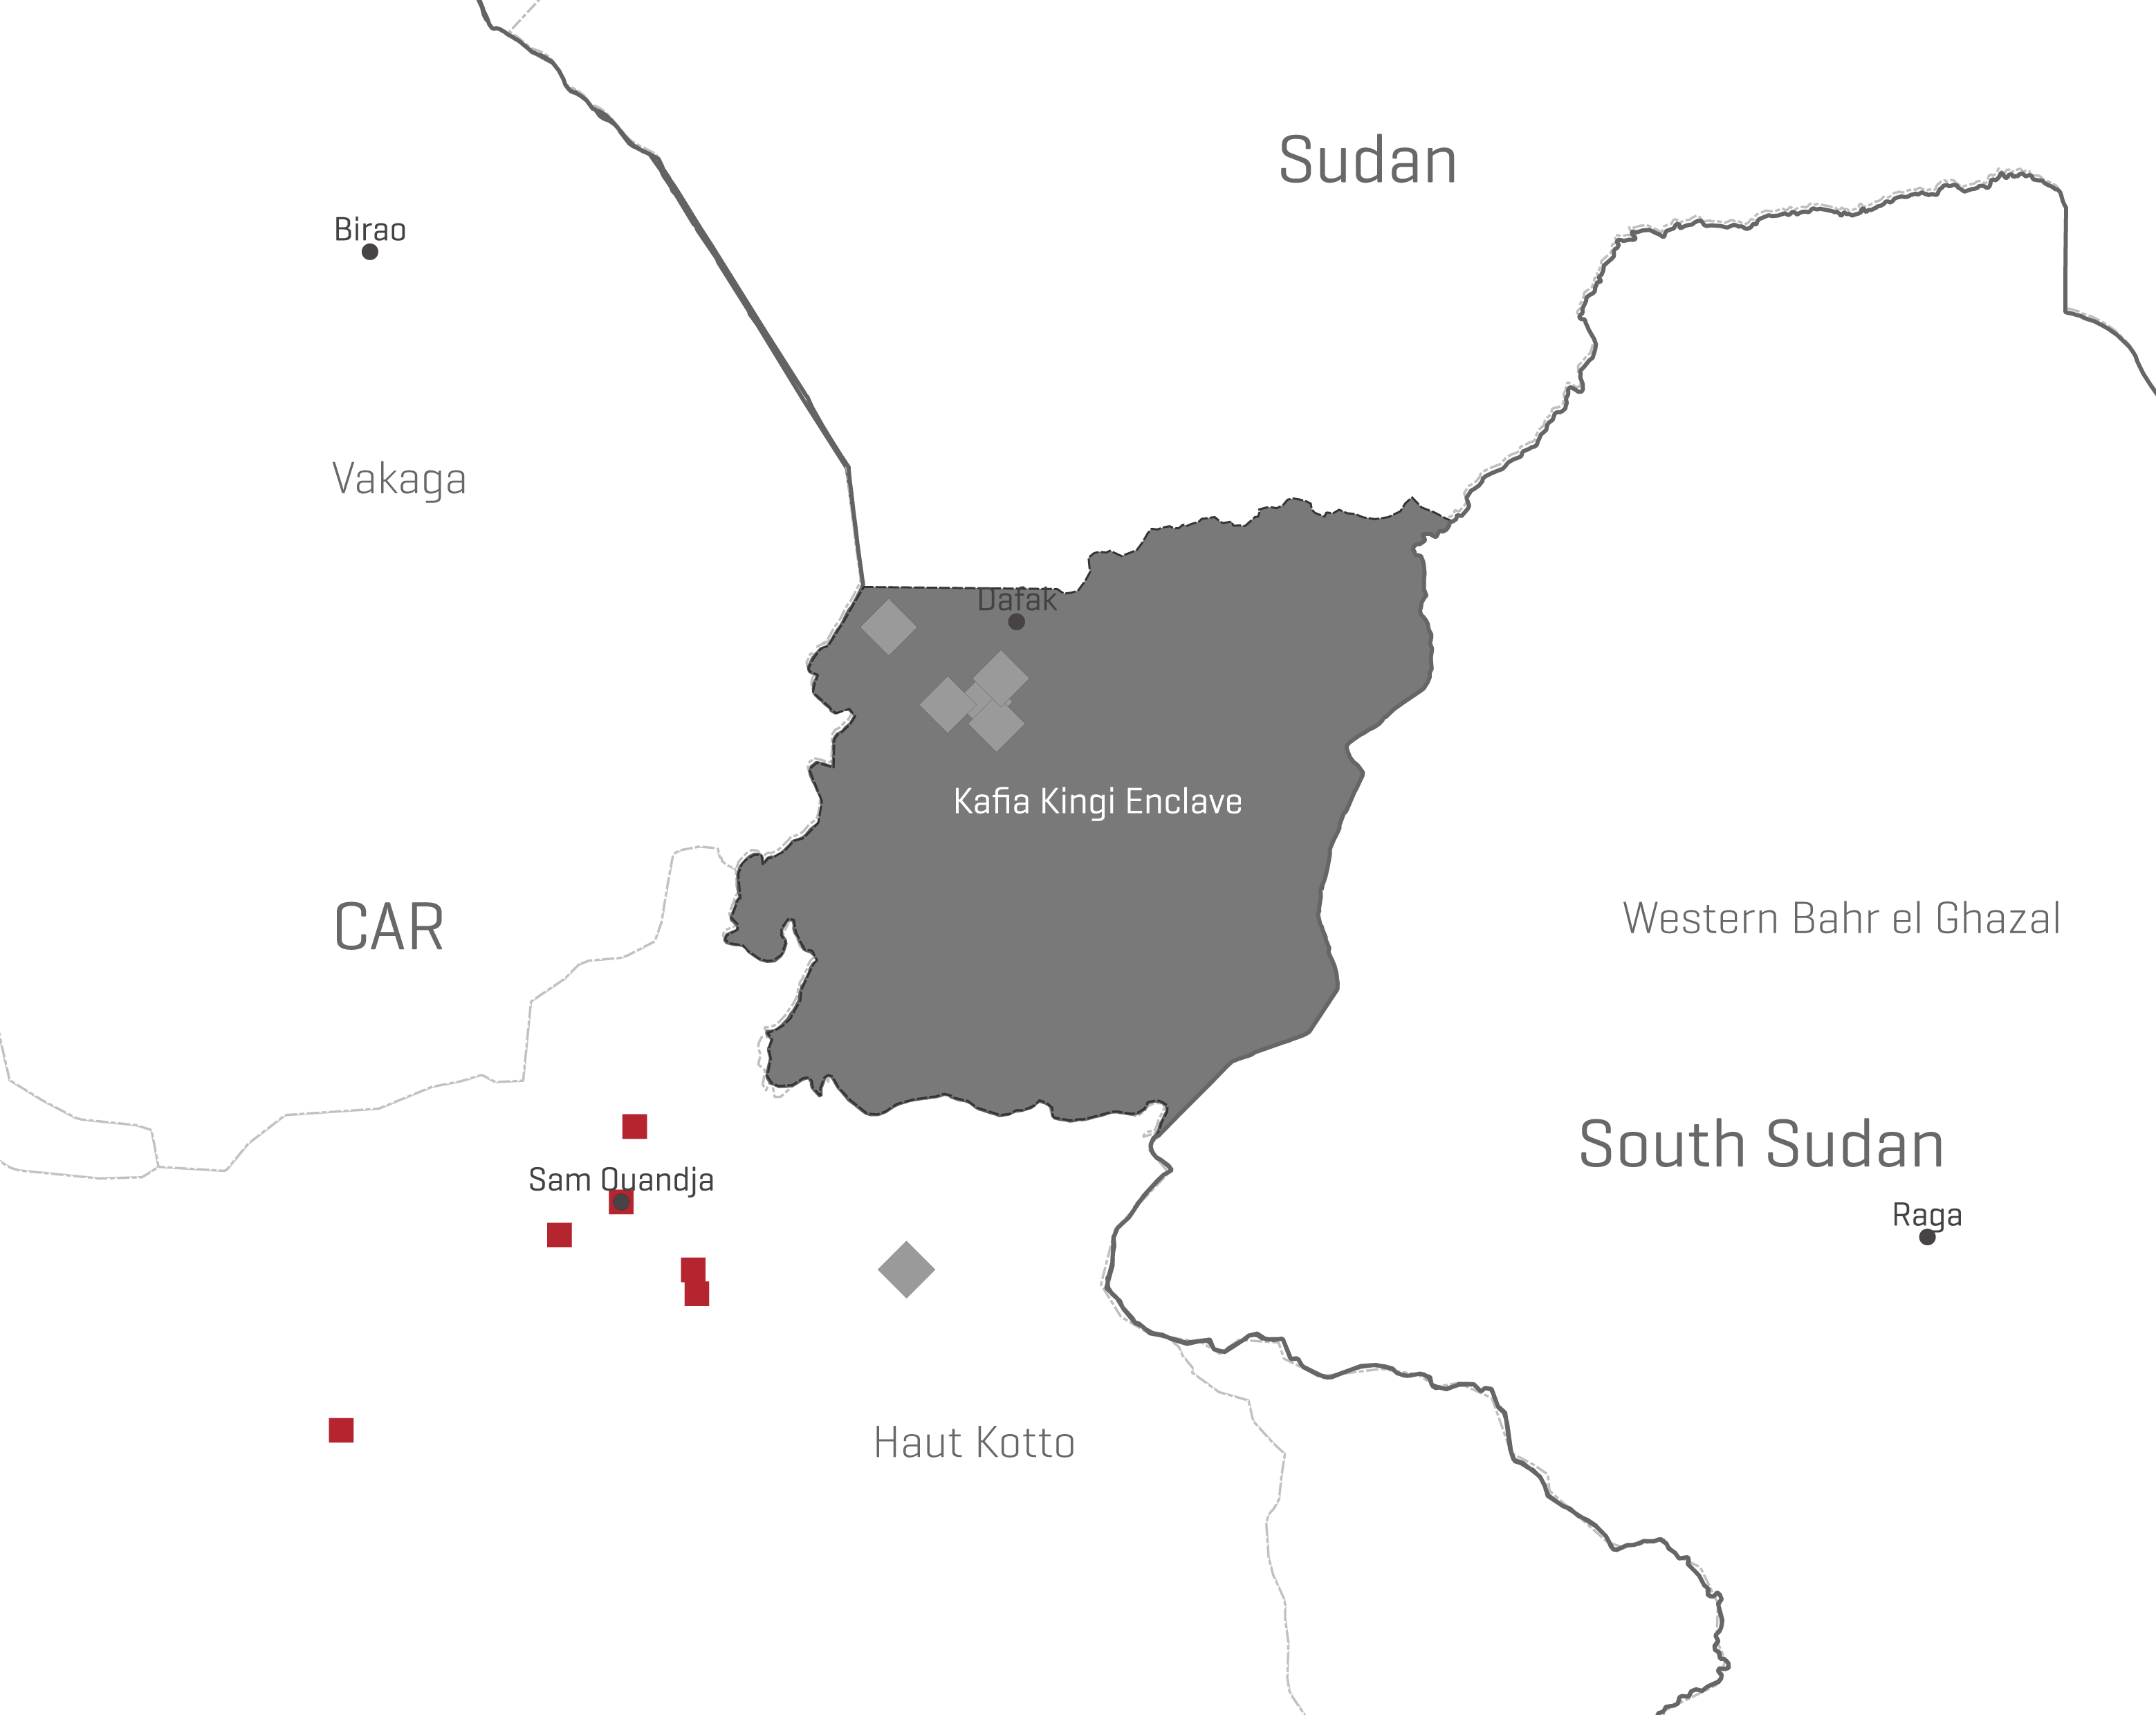 Sudan
Birao
Vakaga
Dafak
Kafia Kingi Enclave
CAR
Western Bahr el Ghazal
South Sudan
Sam Ouandja
Raga
Haut Kotto